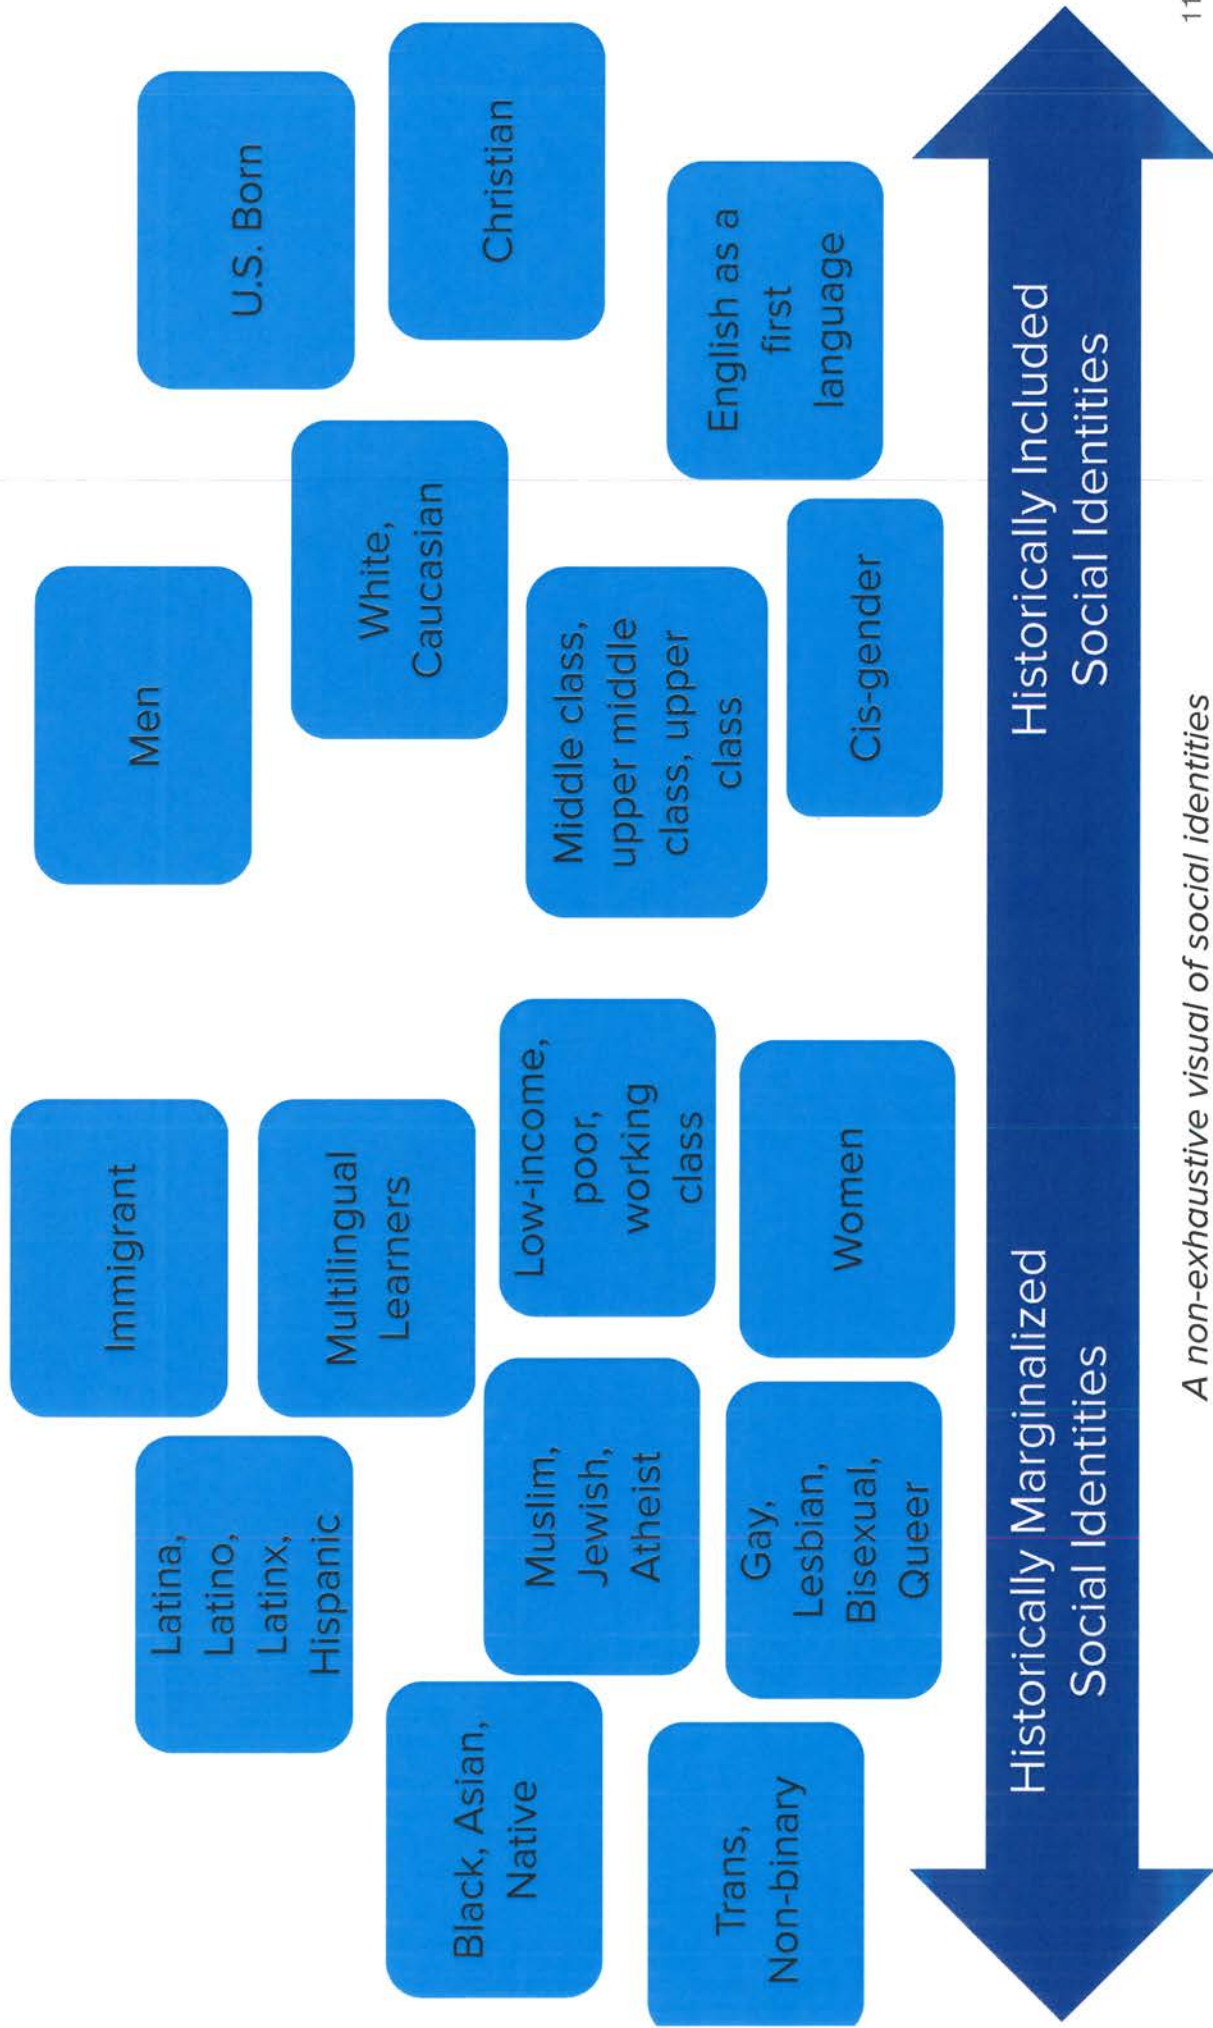 Immigrant
Men
Latina,
Latino,
Latinx,
Hispanic
U.S. Born
Multilingual
Learners
White,
Caucasian
Black, Asian,
Native
Christian
Muslim,
Jewish,
Atheist
Low-income,
poor,
working
class
Middle class,
upper middle
class, upper
class
Trans,
Non-binary
English as a
first
language
Gay,
Lesbian,
Bisexual,
Queer
Women
Cis-gender
Historically Marginalized
Social Identities
Historically Included
Social Identities
A non-exhaustive visual of social identities
11